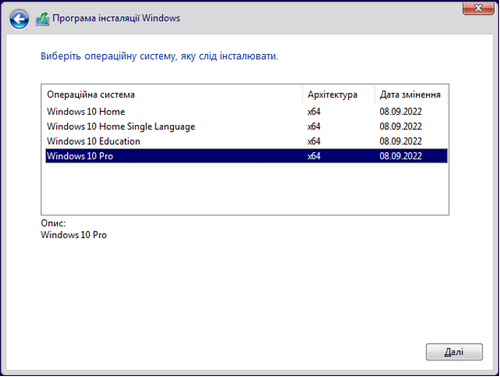 Програма інсталяції Windows
Виберіть операційну систему, яку слід інсталювати.
Операційна система Архітектура Дата змінення
Windows 10 Home x64 08.09.2022
Windows 10 Home Single Language x64 08.09.2022
Windows 10 Education x64 08.09.2022
Windows 10 Pro x64 08.09.2022
Опис:
Windows 10 Pro
Далі